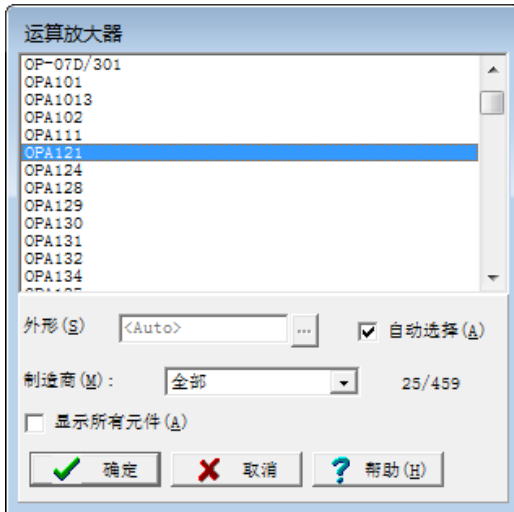 运算放大器
OP-07D/301
OPA101
OPA1013
OPA102
OPA111
OPA121
OPA124
OPA128
OPA129
OPA130
OPA131
OPA132
OPA134
外形(S) <Auto> ... 自动选择(A)
制造商(M): 全部 25/459
显示所有元件(A)
确定 取消 帮助(H)